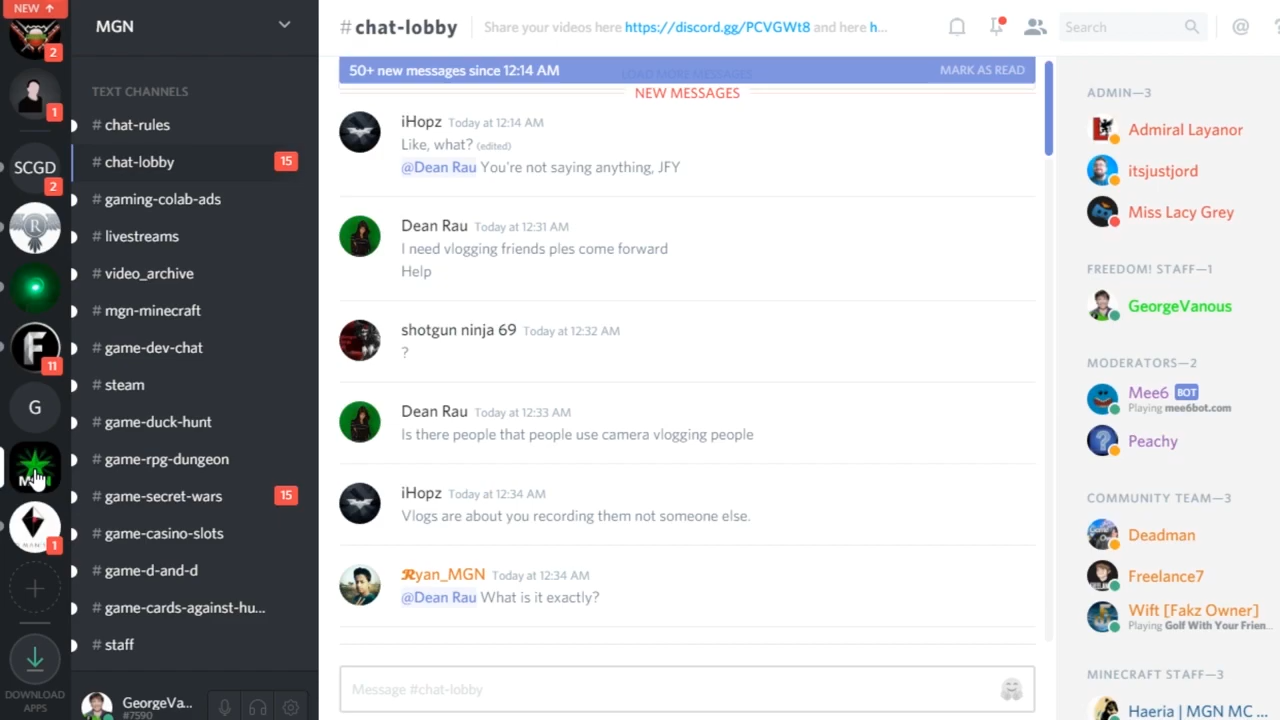 NEW ↑
2
1
SCGD
2
R
F
11
G
1
DOWNLOAD
APPS
MGN
TEXT CHANNELS
# chat-rules
# chat-lobby 15
# gaming-colab-ads
# livestreams
# video_archive
# mgn-minecraft
# game-dev-chat
# steam
# game-duck-hunt
# game-rpg-dungeon
# game-secret-wars 15
# game-casino-slots
# game-d-and-d
# game-cards-against-hu...
# staff
GeorgeVa...
#7590
#chat-lobby Share your videos here https://discord.gg/PCVGWt8 and here h...
Search
@
50+ new messages since 12:14 AM LOAD MORE MESSAGES MARK AS READ
NEW MESSAGES
iHopz Today at 12:14 AM
Like, what? (edited)
@Dean Rau You're not saying anything, JFY
Dean Rau Today at 12:31 AM
I need vlogging friends ples come forward
Help
shotgun ninja 69 Today at 12:32 AM
?
Dean Rau Today at 12:33 AM
Is there people that people use camera vlogging people
iHopz Today at 12:34 AM
Vlogs are about you recording them not someone else.
Ryan_MGN Today at 12:34 AM
@Dean Rau What is it exactly?
Message #chat-lobby
ADMIN—3
Admiral Layanor
itsjustjord
Miss Lacy Grey
FREEDOM! STAFF—1
GeorgeVanous
MODERATORS—2
Mee6 BOT
Playing mee6bot.com
Peachy
COMMUNITY TEAM—3
Deadman
Freelance7
Wift [Fakz Owner]
Playing Golf With Your Frien...
MINECRAFT STAFF—3
Haeria | MGN MC ...